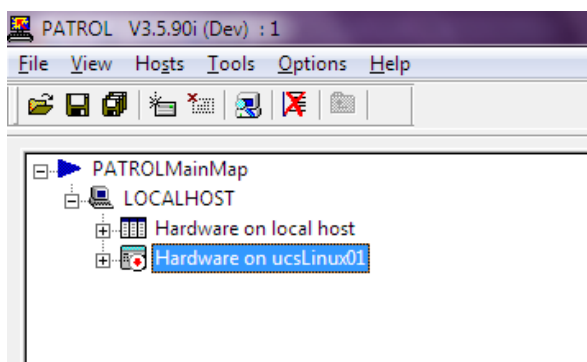 PATROL V3.5.90i (Dev) : 1
File View Hosts Tools Options Help
PATROLMainMap
LOCALHOST
Hardware on local host
Hardware on ucsLinux01